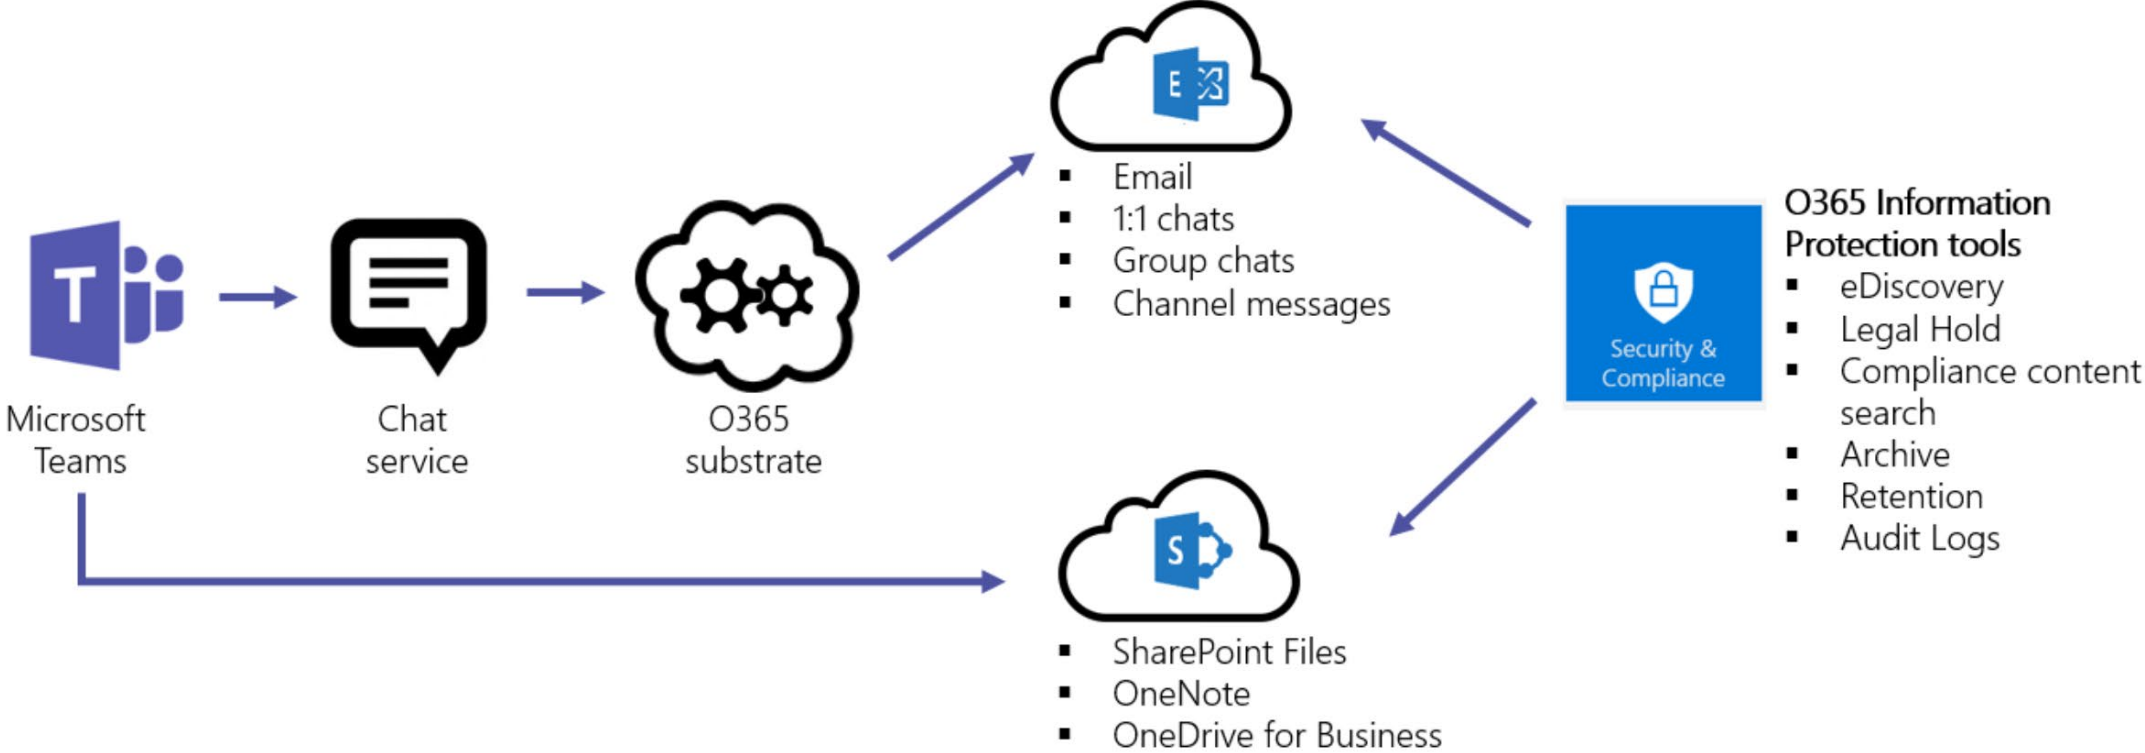 T
Microsoft
Teams
Chat
service
O365
substrate
E
Email
1:1 chats
Group chats
Channel messages
S
SharePoint Files
OneNote
OneDrive for Business
Security &
Compliance
O365 Information
Protection tools
eDiscovery
Legal Hold
Compliance content
search
Archive
Retention
Audit Logs